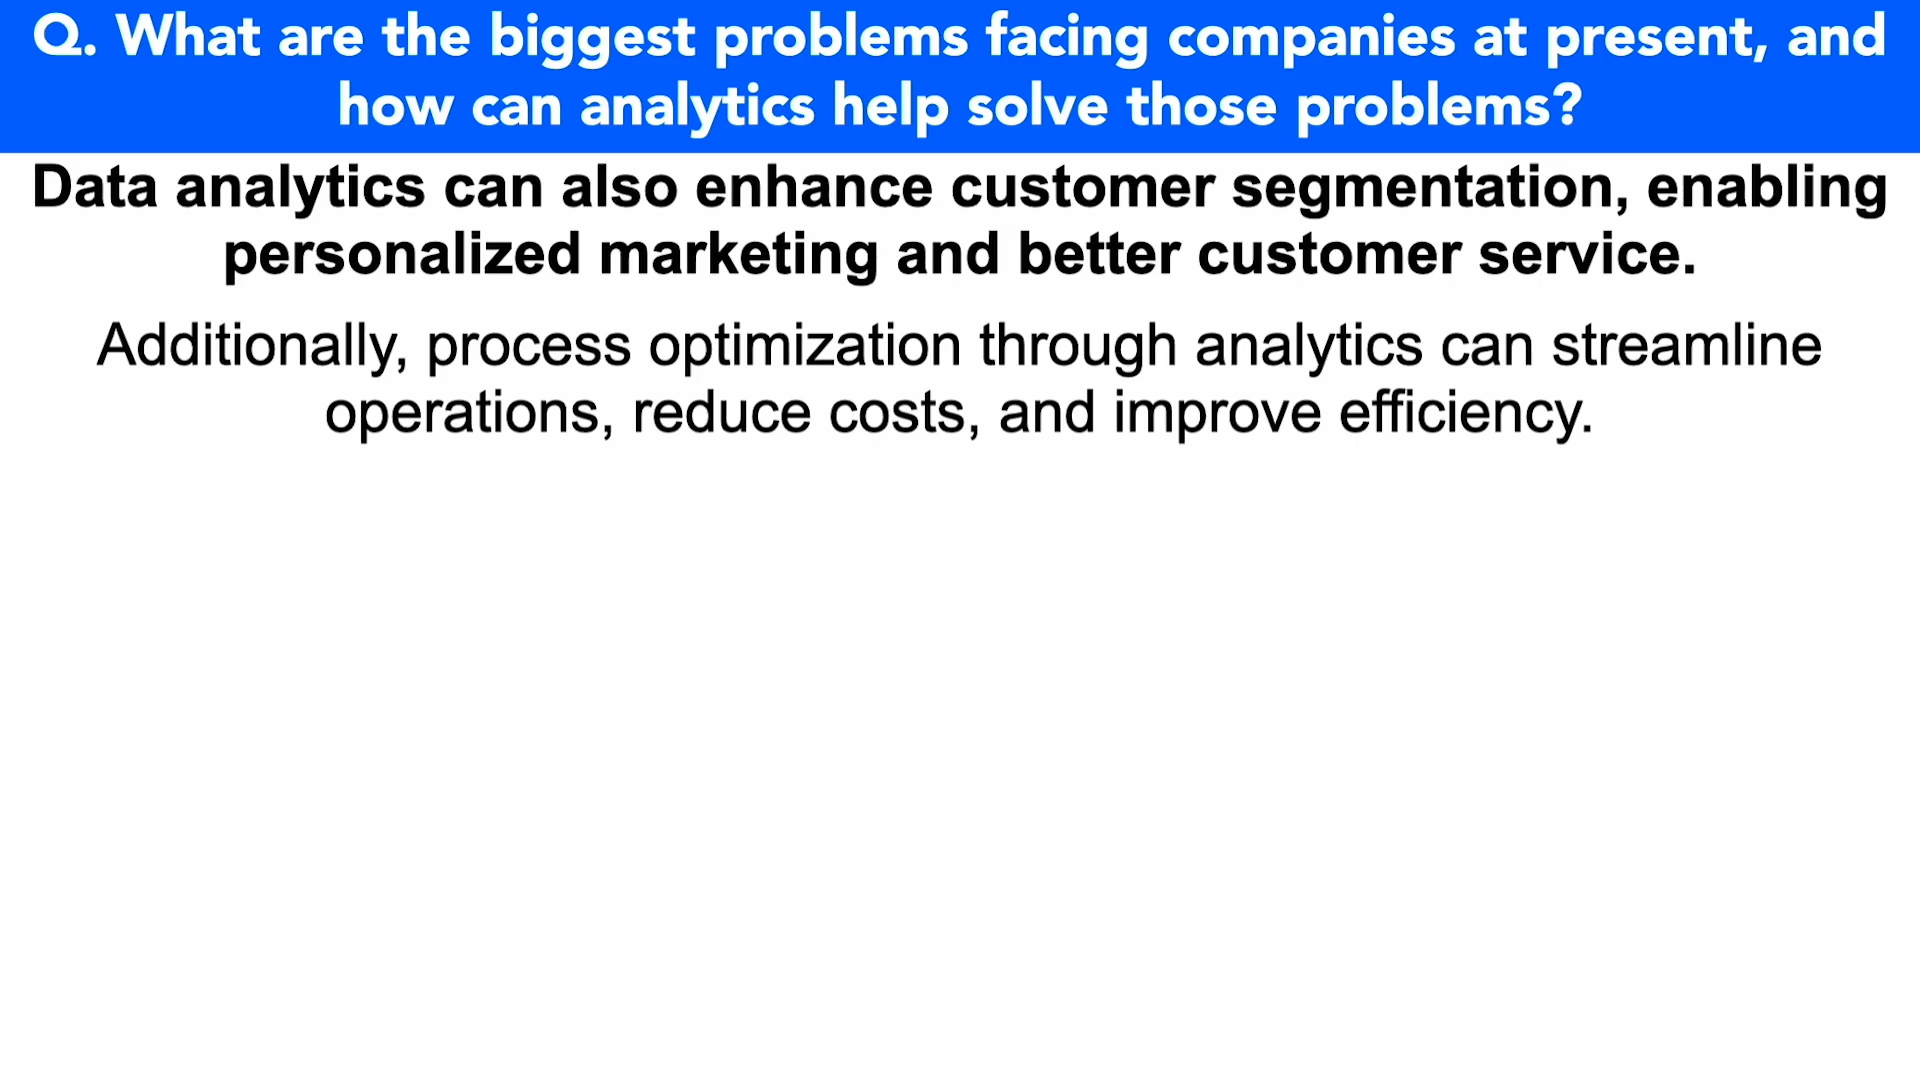 Q. What are the biggest problems facing companies at present, and
how can analytics help solve those problems?
Data analytics can also enhance customer segmentation, enabling
personalized marketing and better customer service.
Additionally, process optimization through analytics can streamline
operations, reduce costs, and improve efficiency.